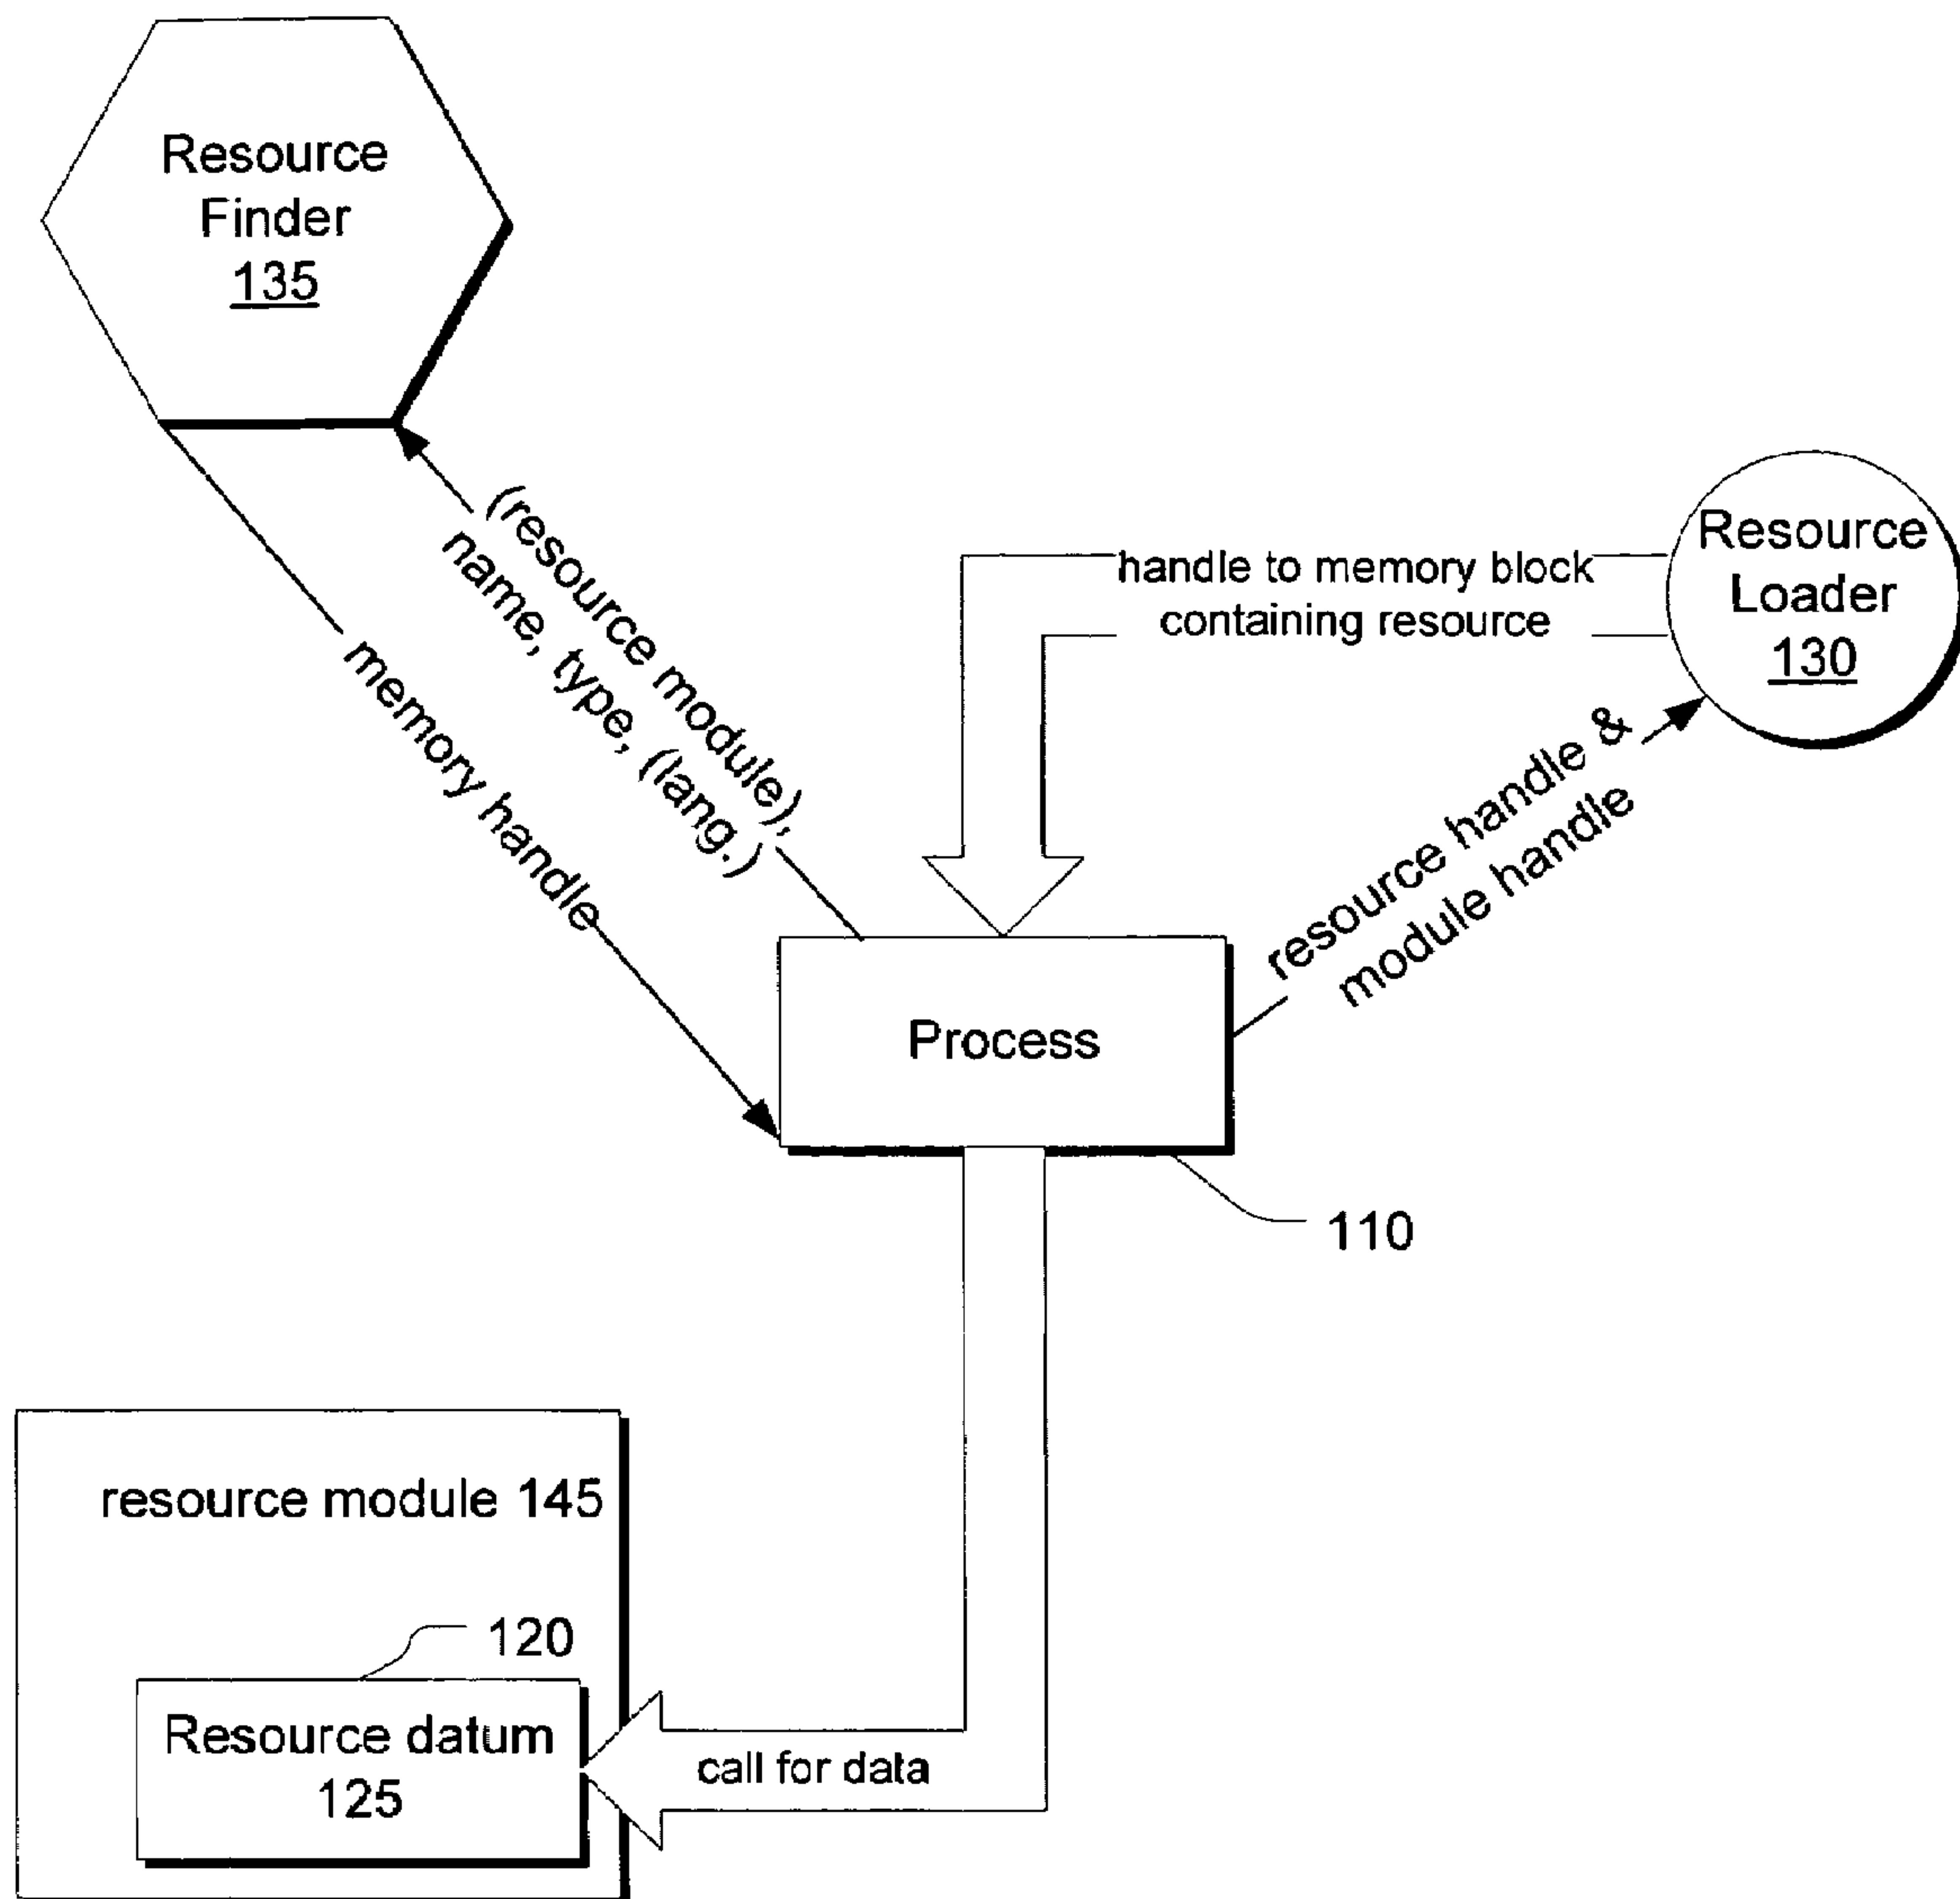 Resource
Finder
135
(resource module),
name, type, (lang.)
memory handle
handle to memory block
containing resource
Resource
Loader
130
resource handle &
module handle
Process
110
resource module 145
120
Resource datum
125
call for data